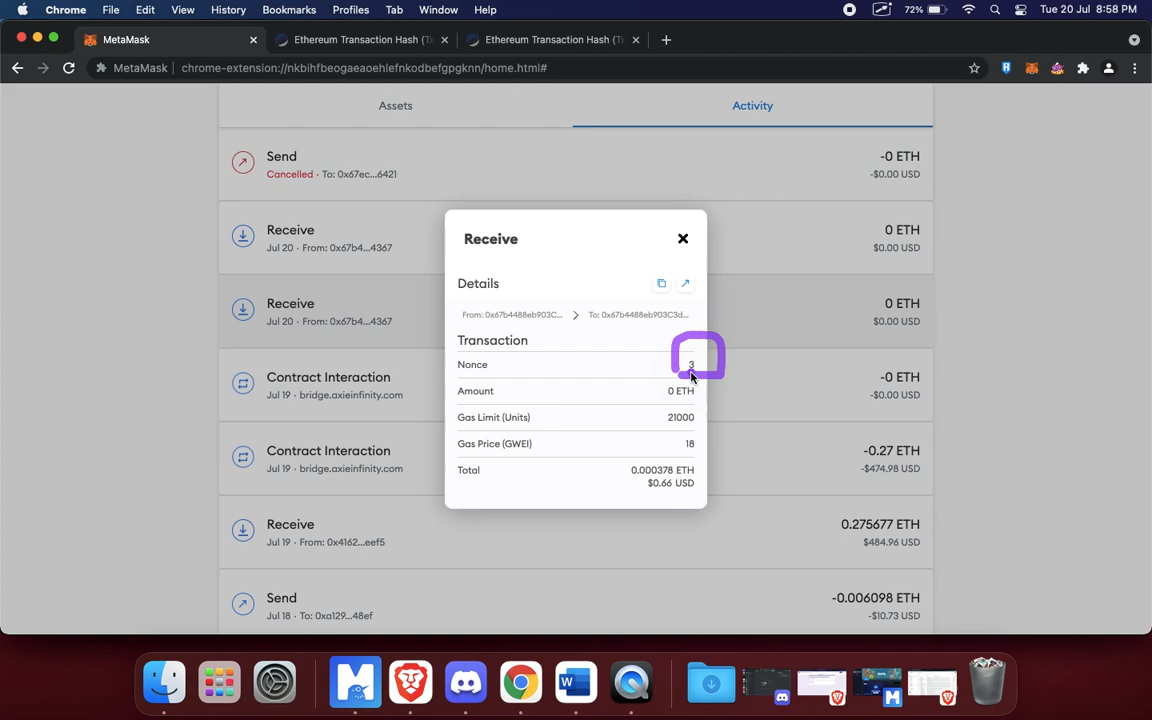 Chrome File Edit View History Bookmarks Profiles Tab Window Help 72% Tue 20 Jul 8:58 PM
MetaMask Ethereum Transaction Hash (T Ethereum Transaction Hash (T
MetaMask chrome-extension://nkbihfbeogaeaoehlefnkodbefgpgknn/home.html#
Assets Activity
Send -0 ETH
Cancelled · To: 0x67ec...6421 -$0.00 USD
Receive 0 ETH
Jul 20 · From: 0x67b4...4367 $0.00 USD
Receive 0 ETH
Jul 20 · From: 0x67b4...4367 $0.00 USD
Contract Interaction -0 ETH
Jul 19 · bridge.axieinfinity.com -$0.00 USD
Contract Interaction -0.27 ETH
Jul 19 · bridge.axieinfinity.com -$474.98 USD
Receive 0.275677 ETH
Jul 19 · From: 0x4162...eef5 $484.96 USD
Send -0.006098 ETH
Jul 18 · To: 0xa129...48ef -$10.73 USD
Receive
Details
From: 0x67b4488eb903C... To: 0x67b4488eb903C3d...
Transaction
Nonce 3
Amount 0 ETH
Gas Limit (Units) 21000
Gas Price (GWEI) 18
Total 0.000378 ETH
$0.66 USD